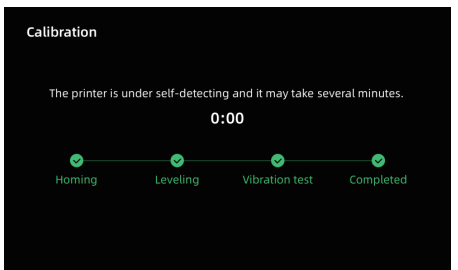 Calibration
The printer is under self-detecting and it may take several minutes.
0:00
Homing Leveling Vibration test Completed